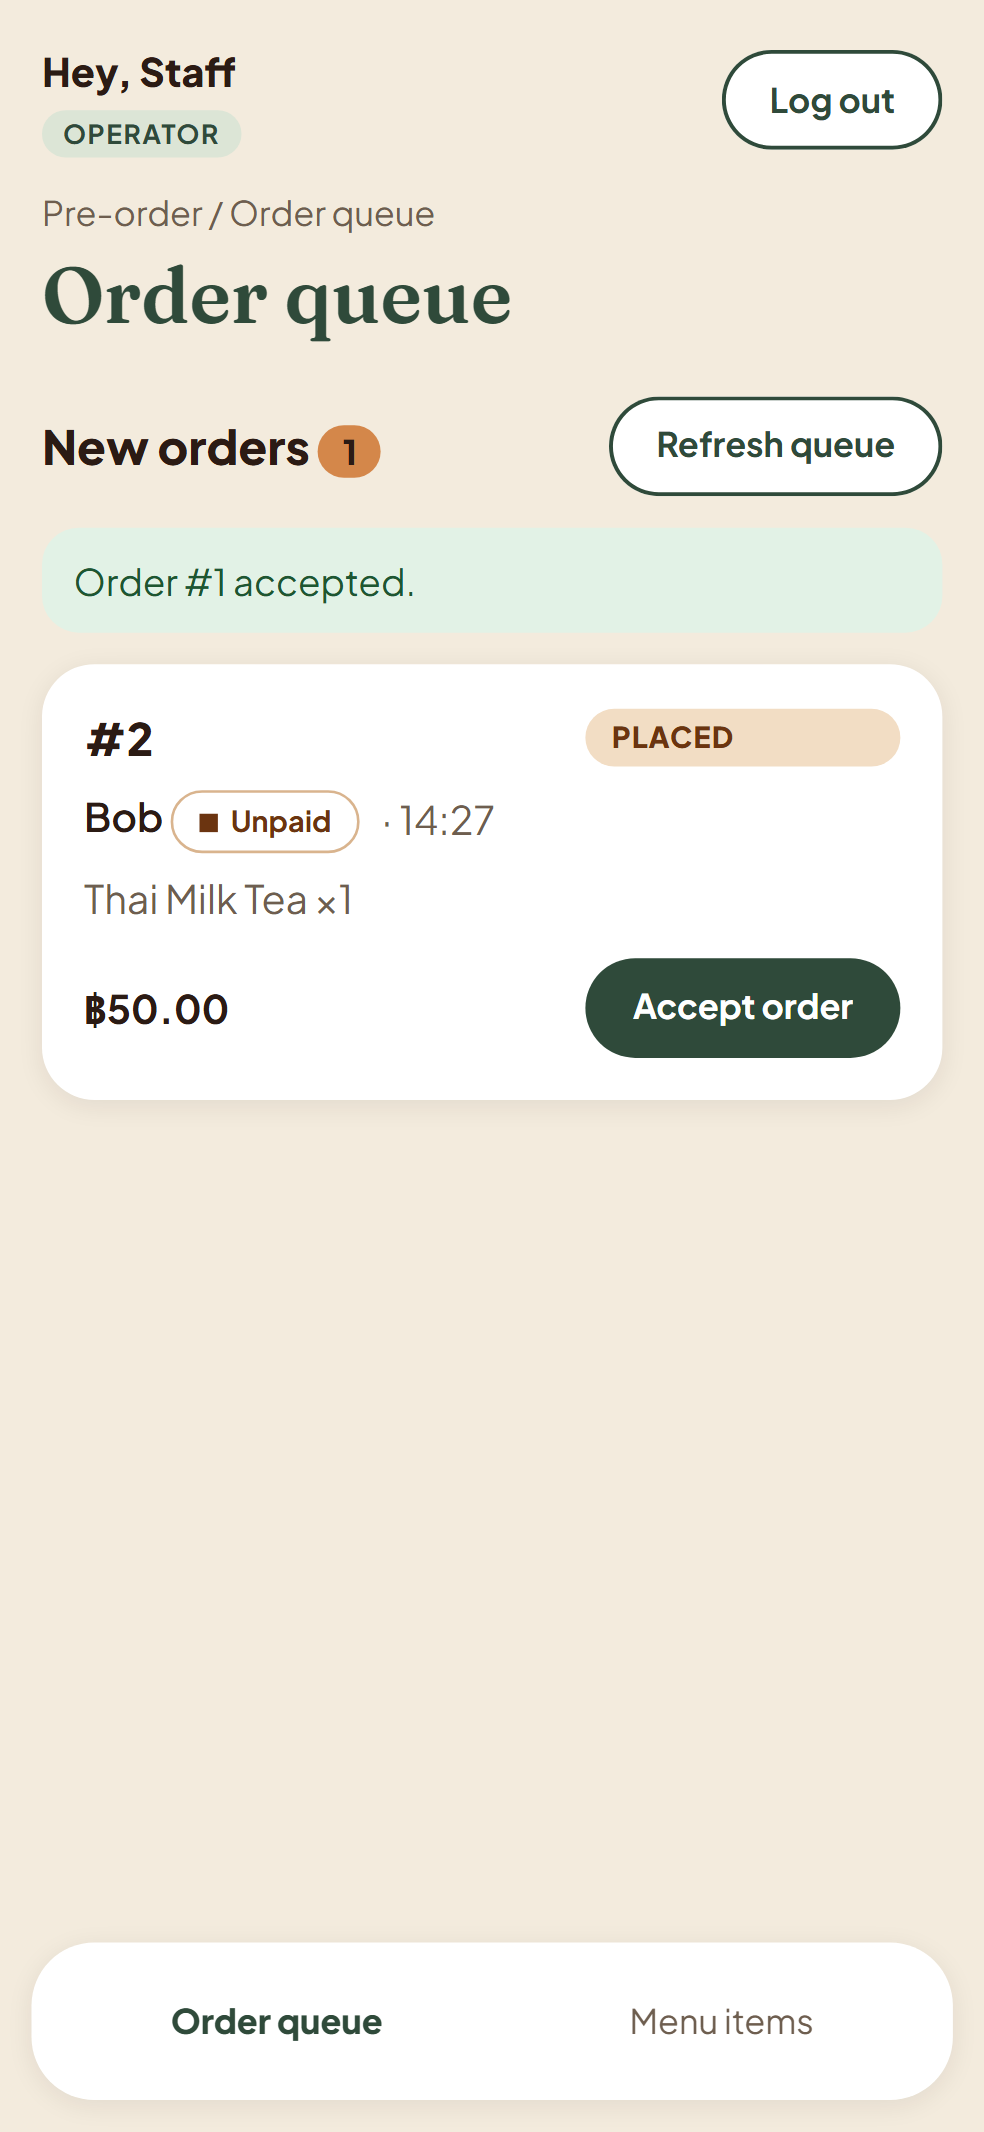 Hey, Staff
Log out
OPERATOR
Pre-order / Order queue
Order queue
New orders 1
Refresh queue
Order #1 accepted.
#2
PLACED
Bob Unpaid · 14:27
Thai Milk Tea ×1
฿50.00
Accept order
Order queue
Menu items